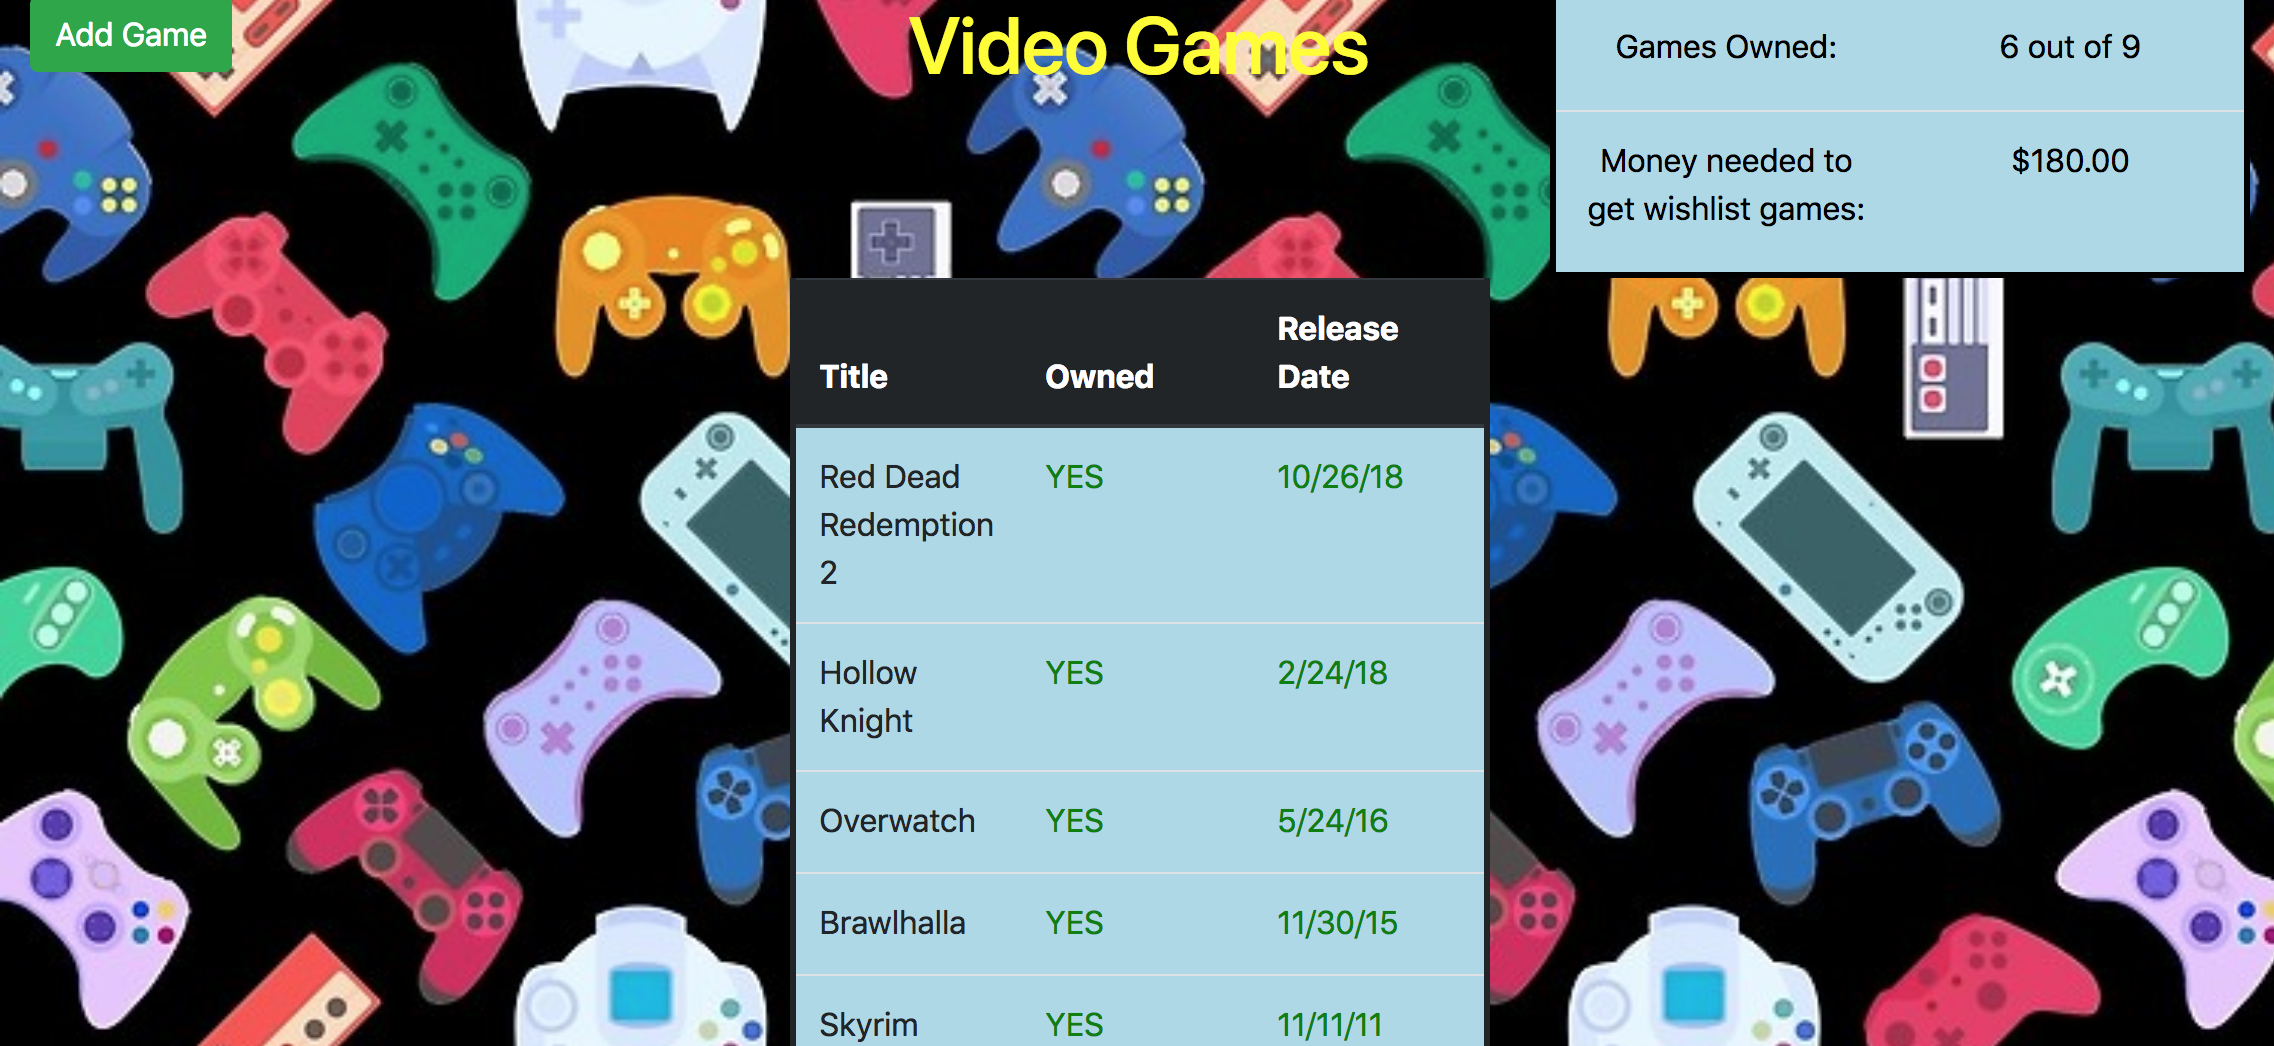 Add Game
Video Games
Games Owned: 6 out of 9
Money needed to $180.00
get wishlist games:
Release
Title Owned Date
Red Dead YES 10/26/18
Redemption
2
Hollow YES 2/24/18
Knight
Overwatch YES 5/24/16
Brawlhalla YES 11/30/15
Skyrim YES 11/11/11